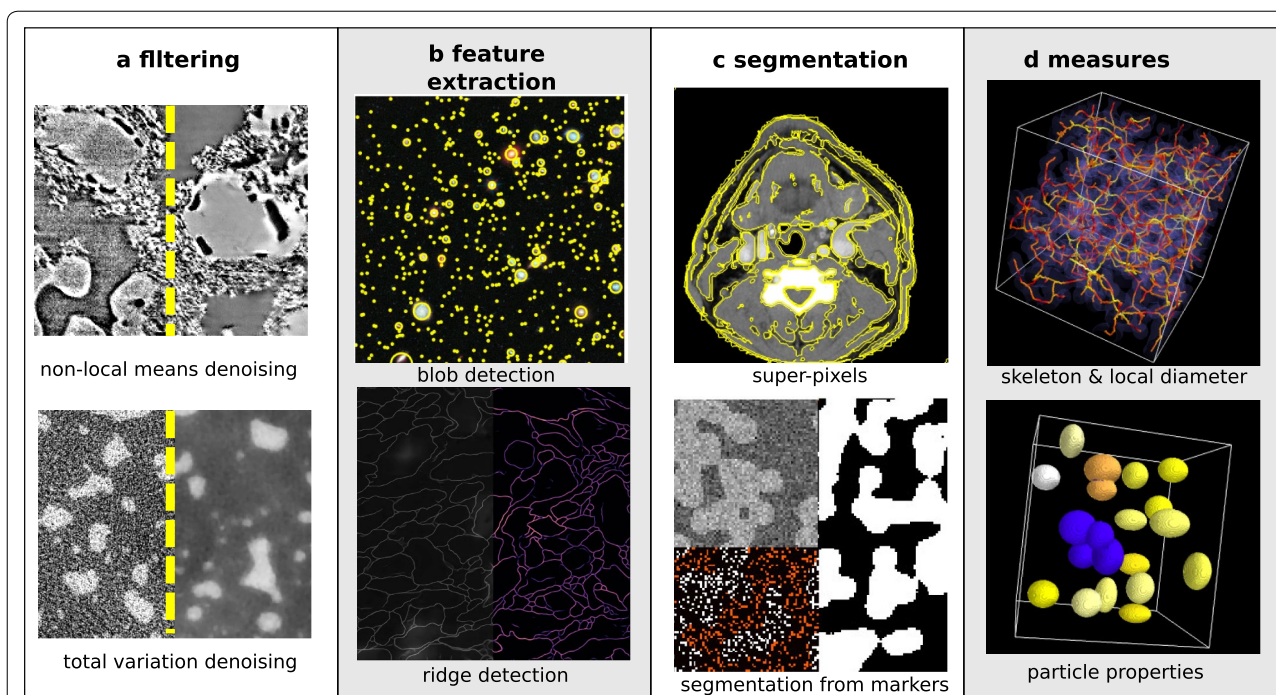 a filtering
non-local means denoising
total variation denoising
b feature
extraction
blob detection
ridge detection
c segmentation
super-pixels
segmentation from markers
d measures
skeleton & local diameter
particle properties